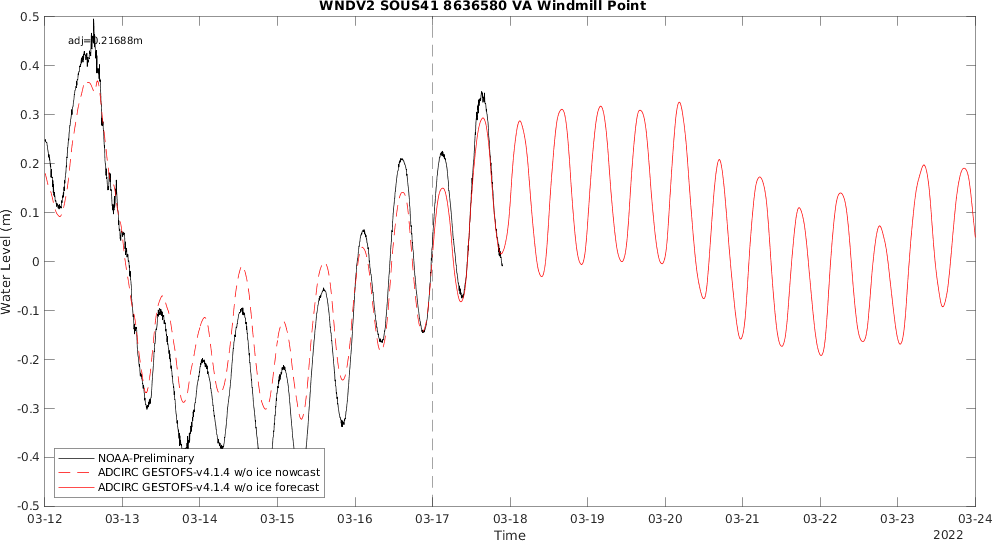 WNDV2 SOUS41 8636580 VA Windmill Point
adj=0.21688m
0.5
0.4
0.3
0.2
0.1
0
-0.1
-0.2
-0.3
-0.4
-0.5
Water Level (m)
NOAA-Preliminary
ADCIRC GESTOFS-v4.1.4 w/o ice nowcast
ADCIRC GESTOFS-v4.1.4 w/o ice forecast
03-12 03-13 03-14 03-15 03-16 03-17 03-18 03-19 03-20 03-21 03-22 03-23 03-24
Time
2022